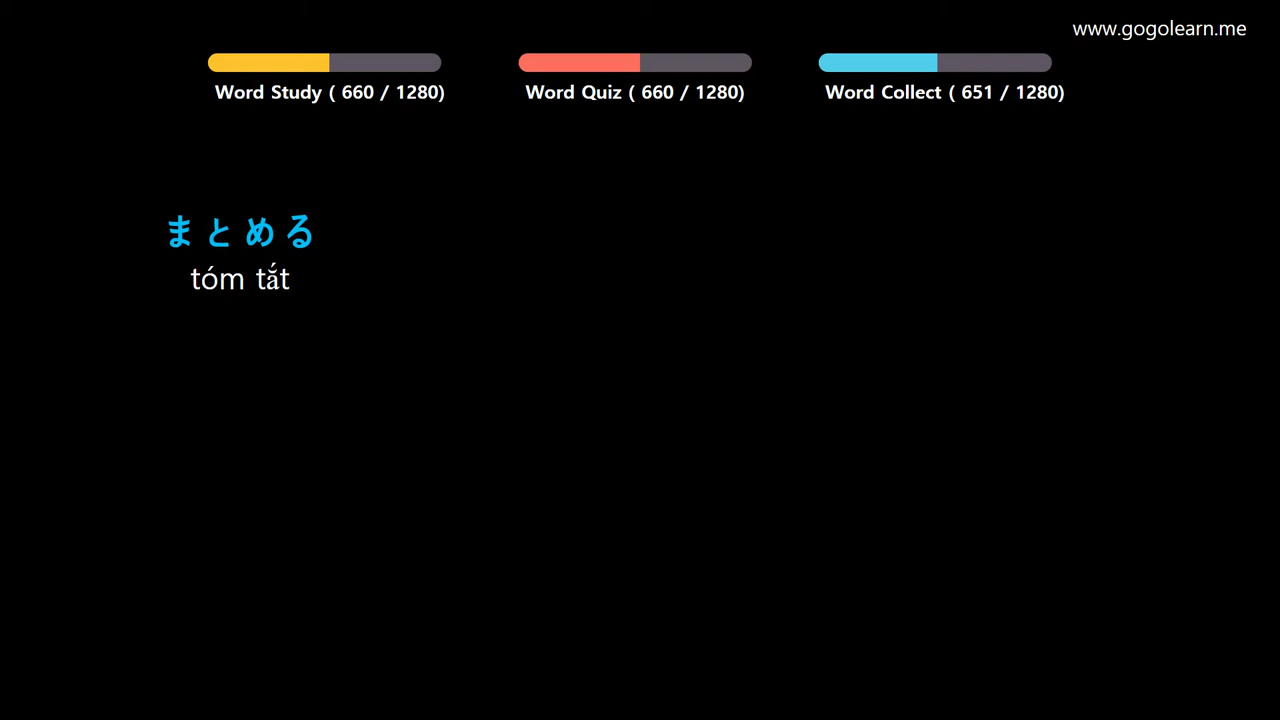 www.gogolearn.me
Word Study ( 660 / 1280)
Word Quiz ( 660 / 1280)
Word Collect ( 651 / 1280)
まとめる
tóm tắt